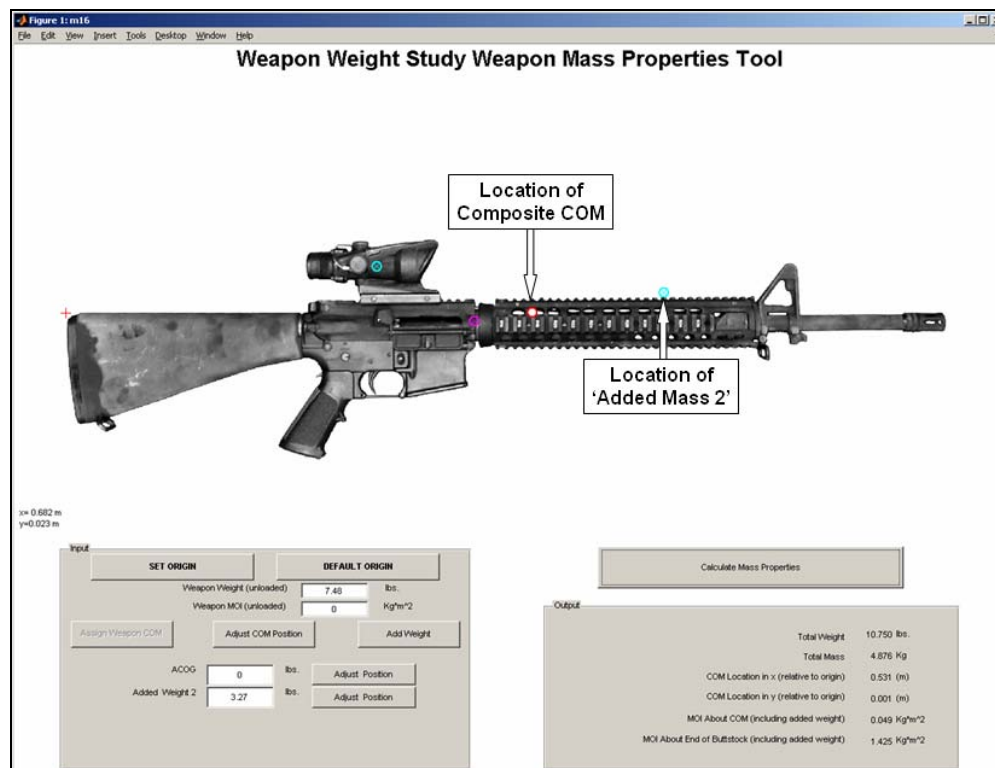 Figure 1: m16
File Edit View Insert Tools Desktop Window Help
Weapon Weight Study Weapon Mass Properties Tool
Location of
Composite COM
Location of
‘Added Mass 2’
x= 0.682 m
y=0.023 m
Input
SET ORIGIN DEFAULT ORIGIN
Weapon Weight (unloaded) 7.48 lbs.
Weapon MOI (unloaded) 0 Kg*m^2
Assign Weapon COM Adjust COM Position Add Weight
ACOG 0 lbs. Adjust Position
Added Weight 2 3.27 lbs. Adjust Position
Calculate Mass Properties
Output
Total Weight 10.750 lbs.
Total Mass 4.876 Kg
COM Location in x (relative to origin) 0.531 (m)
COM Location in y (relative to origin) 0.001 (m)
MOI About COM (including added weight) 0.049 Kg*m^2
MOI About End of Buttstock (including added weight) 1.425 Kg*m^2